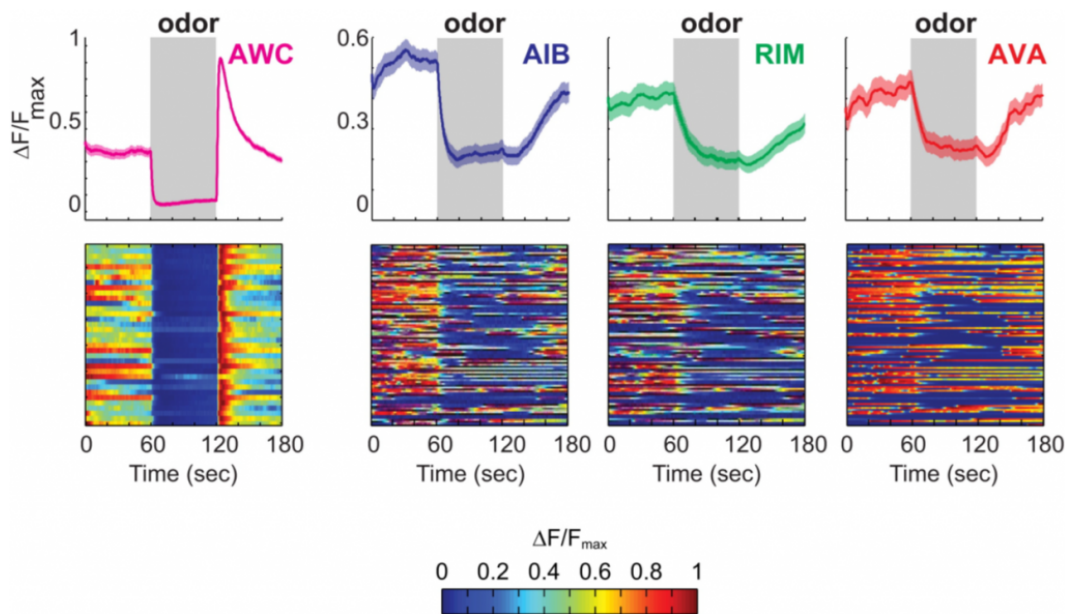 odor
odor
odor
odor
AWC
AIB
RIM
AVA
ΔF/Fmax
1
0.5
0
0.6
0.3
0
0 60 120 180
0 60 120 180
0 60 120 180
0 60 120 180
Time (sec)
Time (sec)
Time (sec)
Time (sec)
ΔF/Fmax
0 0.2 0.4 0.6 0.8 1